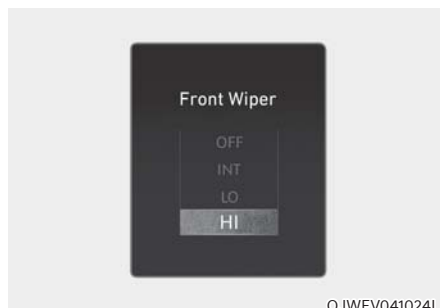 Front Wiper
OFF
INT
LO
HI
OJWEV041024L